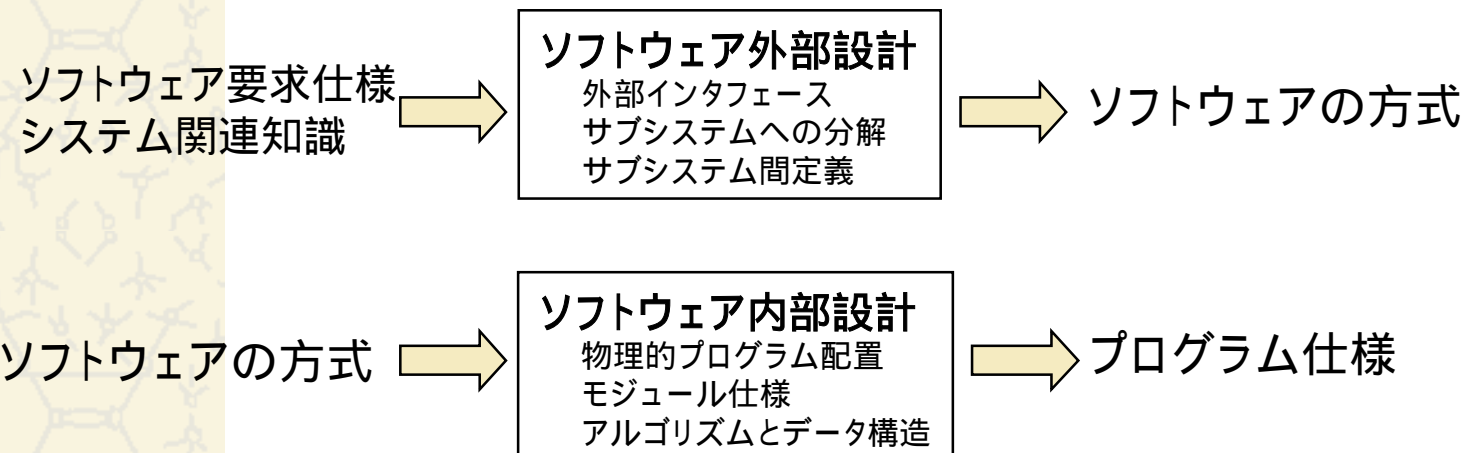 ソフトウェア要求仕様
システム関連知識
ソフトウェア外部設計
外部インタフェース
サブシステムへの分解
サブシステム間定義
ソフトウェアの方式
ソフトウェアの方式
ソフトウェア内部設計
物理的プログラム配置
モジュール仕様
アルゴリズムとデータ構造
プログラム仕様